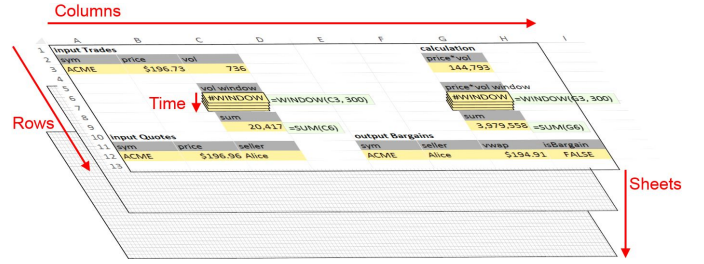 Columns
A B C D E F G H I
1 input Trades calculation
2 sym price vol price*vol
3 ACME $196.73 736 144,793
4
5 vol window price*vol window
6 Time #WINDOW =WINDOW(C3, 300) #WINDOW =WINDOW(G3, 300)
7
8 sum sum
Rows 9 20,417 =SUM(C6) 3,979,558 =SUM(G6)
10 input Quotes output Bargains
11 sym price seller sym seller vwap isBargain
12 ACME $196.96 Alice ACME Alice $194.91 FALSE
13
Sheets